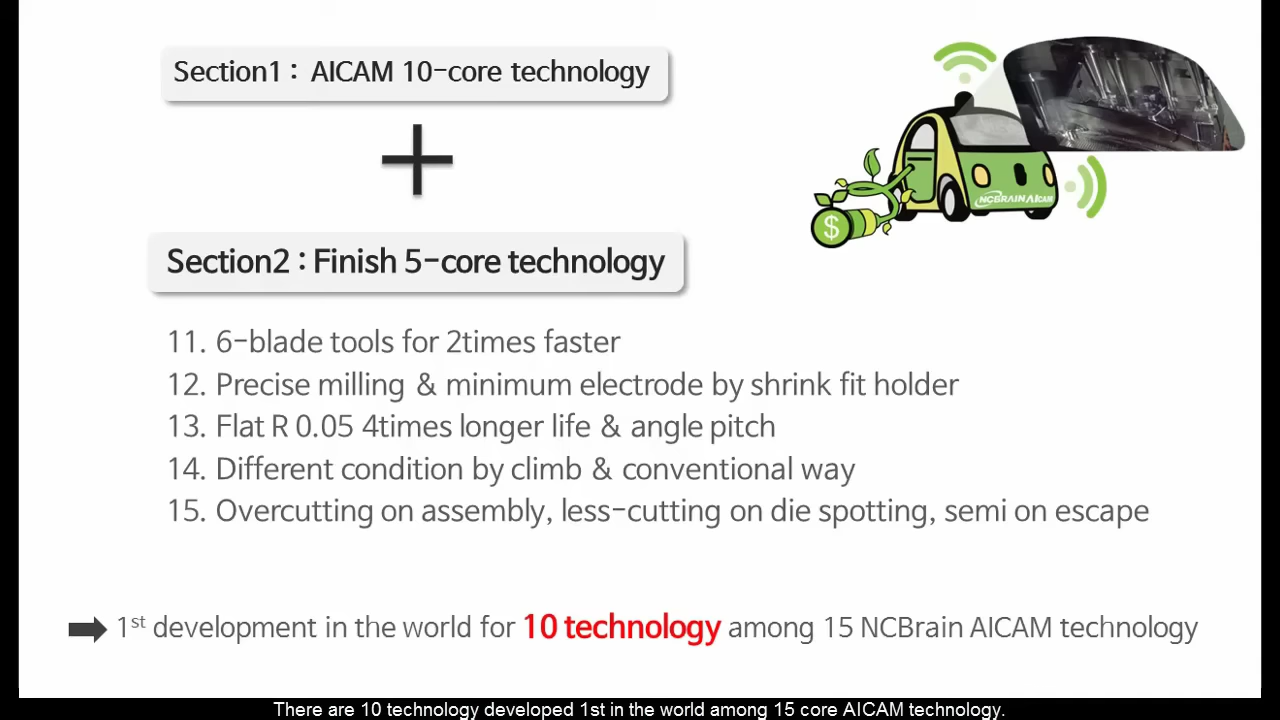 Section1 : AICAM 10-core technology
$
NCBRAIN AICAM
Section2 : Finish 5-core technology
11. 6-blade tools for 2times faster
12. Precise milling & minimum electrode by shrink fit holder
13. Flat R 0.05 4times longer life & angle pitch
14. Different condition by climb & conventional way
15. Overcutting on assembly, less-cutting on die spotting, semi on escape
1st development in the world for 10 technology among 15 NCBrain AICAM technology
There are 10 technology developed 1st in the world among 15 core AICAM technology.